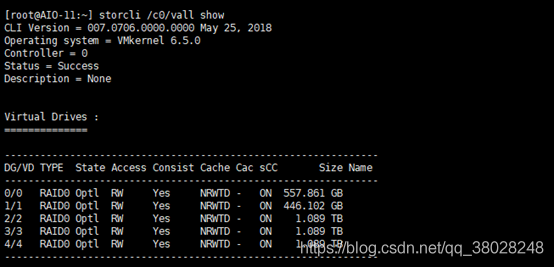 [root@AIO-11:~] storcli /c0/vall show
CLI Version = 007.0706.0000.0000 May 25, 2018
Operating system = VMkernel 6.5.0
Controller = 0
Status = Success
Description = None
Virtual Drives :
==============
---------------------------------------------------------------
DG/VD TYPE  State Access Consist Cache Cac sCC       Size Name
---------------------------------------------------------------
0/0   RAID0 Optl  RW     Yes     NRWTD -   ON  557.861 GB
1/1   RAID0 Optl  RW     Yes     NRWTD -   ON  446.102 GB
2/2   RAID0 Optl  RW     Yes     NRWTD -   ON    1.089 TB
3/3   RAID0 Optl  RW     Yes     NRWTD -   ON    1.089 TB
4/4   RAID0 Optl  RW     Yes     NRWTD -   ON    1.089 TB
---------------------------------------------------------------
https://blog.csdn.net/qq_38028248